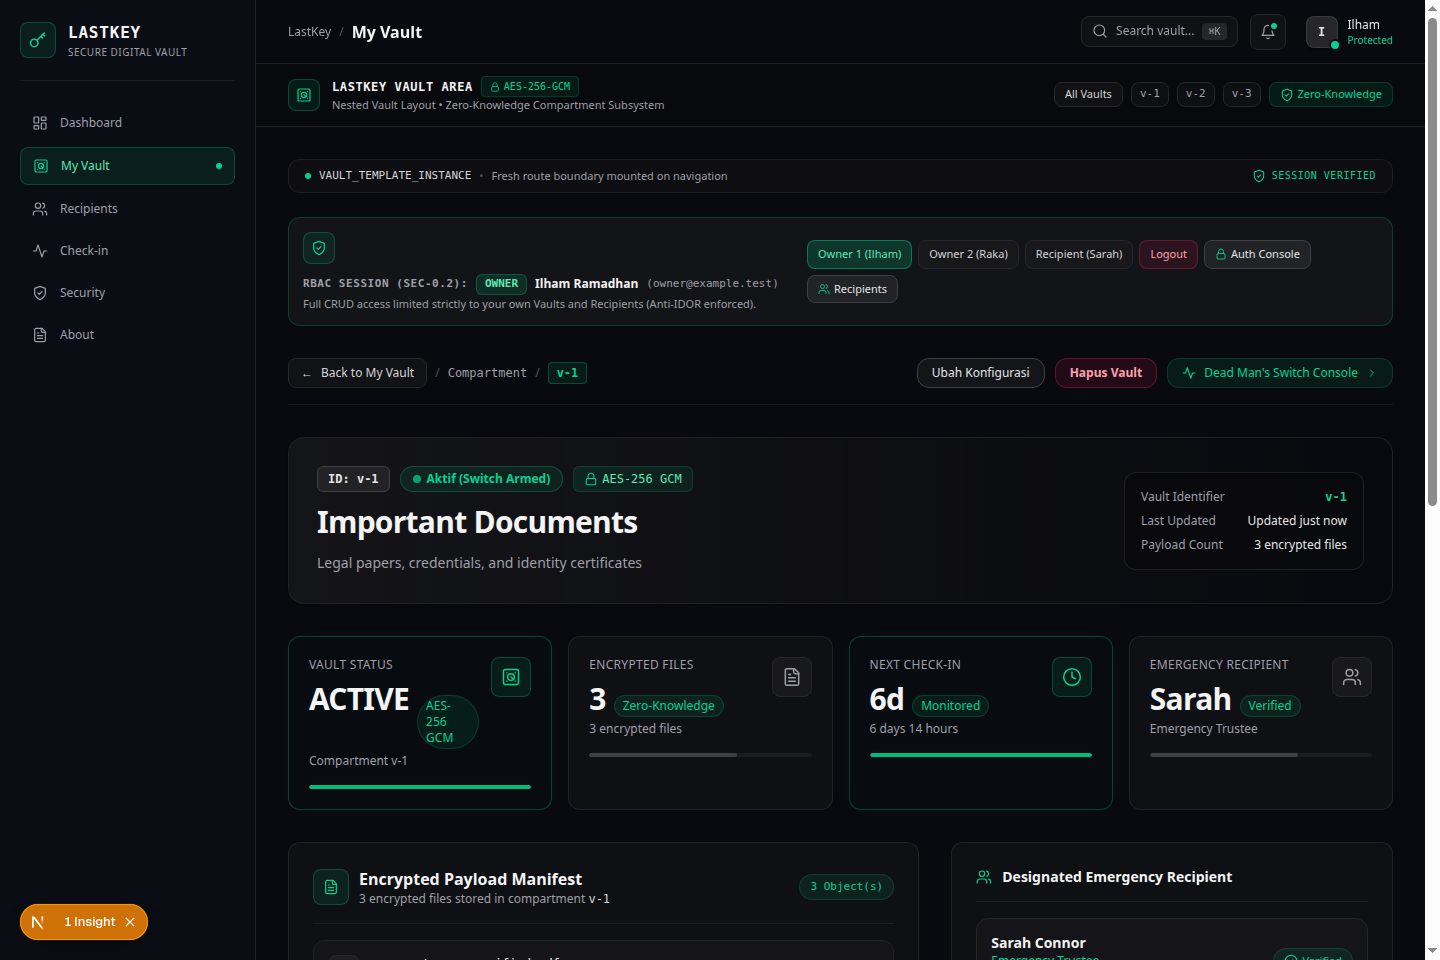 LASTKEY
SECURE DIGITAL VAULT
Dashboard
My Vault
Recipients
Check-in
Security
About
1 Insight
LastKey / My Vault
Search vault... ⌘K
I
Ilham
Protected
LASTKEY VAULT AREA AES-256-GCM
Nested Vault Layout • Zero-Knowledge Compartment Subsystem
All Vaults v-1 v-2 v-3 Zero-Knowledge
VAULT_TEMPLATE_INSTANCE • Fresh route boundary mounted on navigation
SESSION VERIFIED
RBAC SESSION (SEC-0.2): OWNER Ilham Ramadhan (owner@example.test)
Full CRUD access limited strictly to your own Vaults and Recipients (Anti-IDOR enforced).
Owner 1 (Ilham) Owner 2 (Raka) Recipient (Sarah) Logout Auth Console
Recipients
← Back to My Vault / Compartment / v-1
Ubah Konfigurasi Hapus Vault Dead Man's Switch Console
ID: v-1 Aktif (Switch Armed) AES-256 GCM
Important Documents
Legal papers, credentials, and identity certificates
Vault Identifier v-1
Last Updated Updated just now
Payload Count 3 encrypted files
VAULT STATUS
ACTIVE AES-
256
GCM
Compartment v-1
ENCRYPTED FILES
3 Zero-Knowledge
3 encrypted files
NEXT CHECK-IN
6d Monitored
6 days 14 hours
EMERGENCY RECIPIENT
Sarah Verified
Emergency Trustee
Encrypted Payload Manifest
3 encrypted files stored in compartment v-1
3 Object(s)
Designated Emergency Recipient
Sarah Connor
Emergency Trustee
Verified